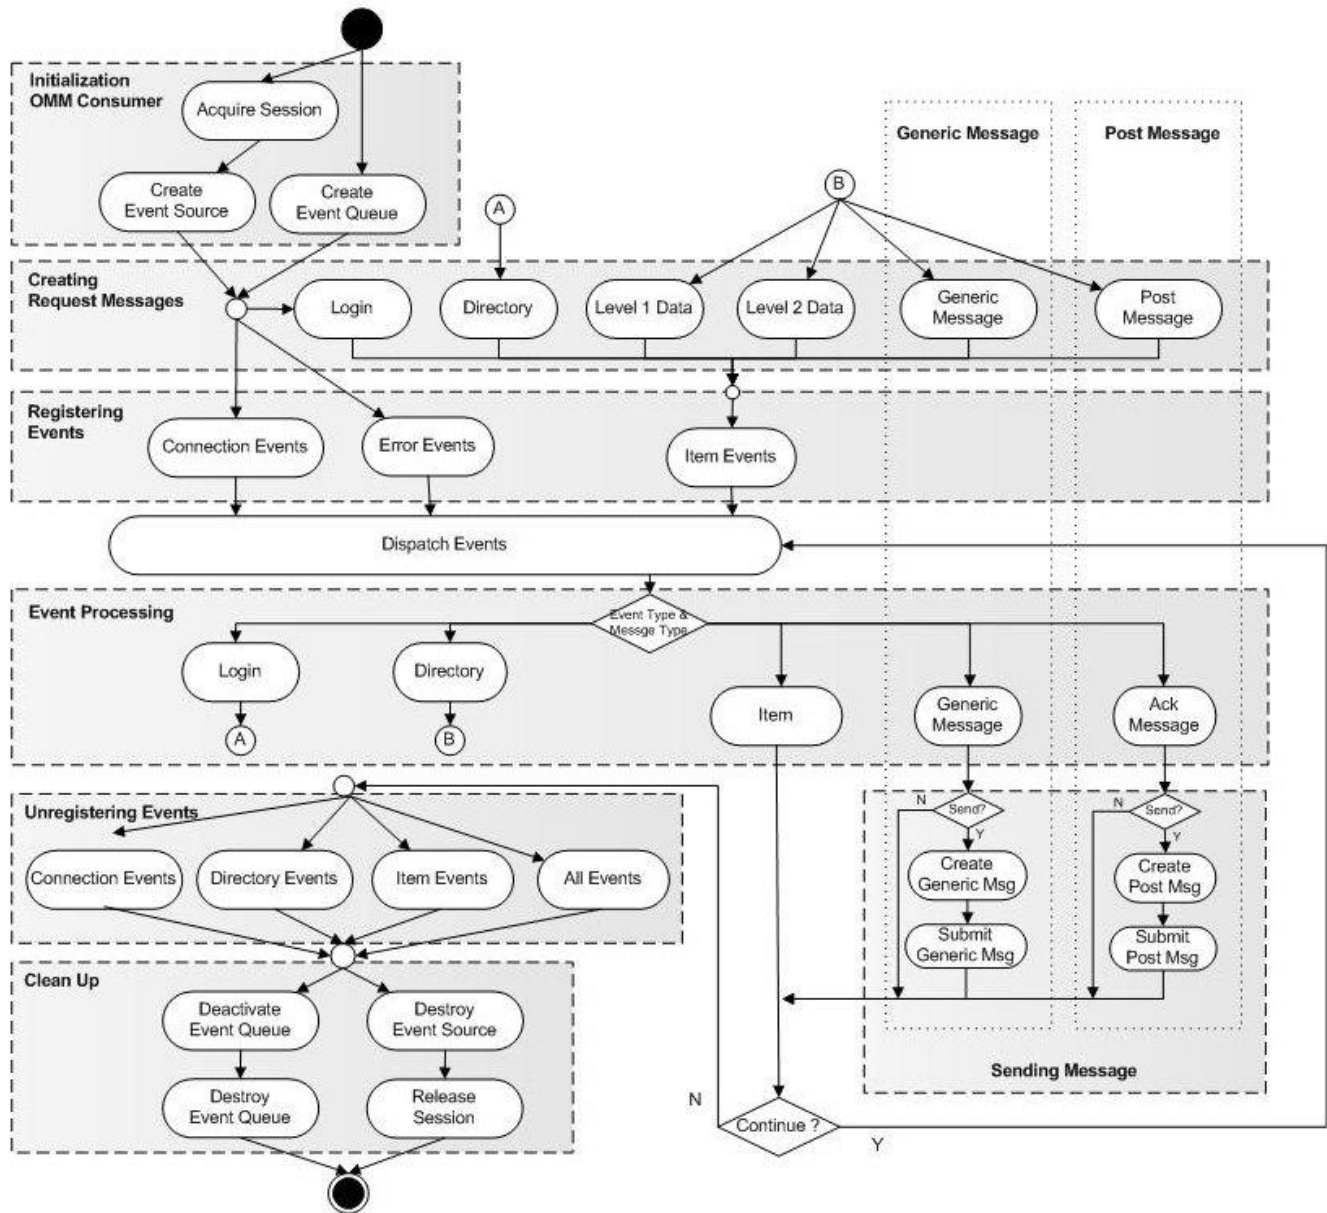 Initialization
OMM Consumer
Acquire Session
Create
Event Source
Create
Event Queue
Generic Message
Post Message
A
B
Creating
Request Messages
Login
Directory
Level 1 Data
Level 2 Data
Generic
Message
Post
Message
Registering
Events
Connection Events
Error Events
Item Events
Dispatch Events
Event Processing
Event Type &
Messge Type
Login
Directory
Item
Generic
Message
Ack
Message
A
B
Unregistering Events
Connection Events
Directory Events
Item Events
All Events
N
Send?
Y
Create
Generic Msg
Submit
Generic Msg
N
Send?
Y
Create
Post Msg
Submit
Post Msg
Sending Message
Clean Up
Deactivate
Event Queue
Destroy
Event Source
Destroy
Event Queue
Release
Session
N
Continue ?
Y